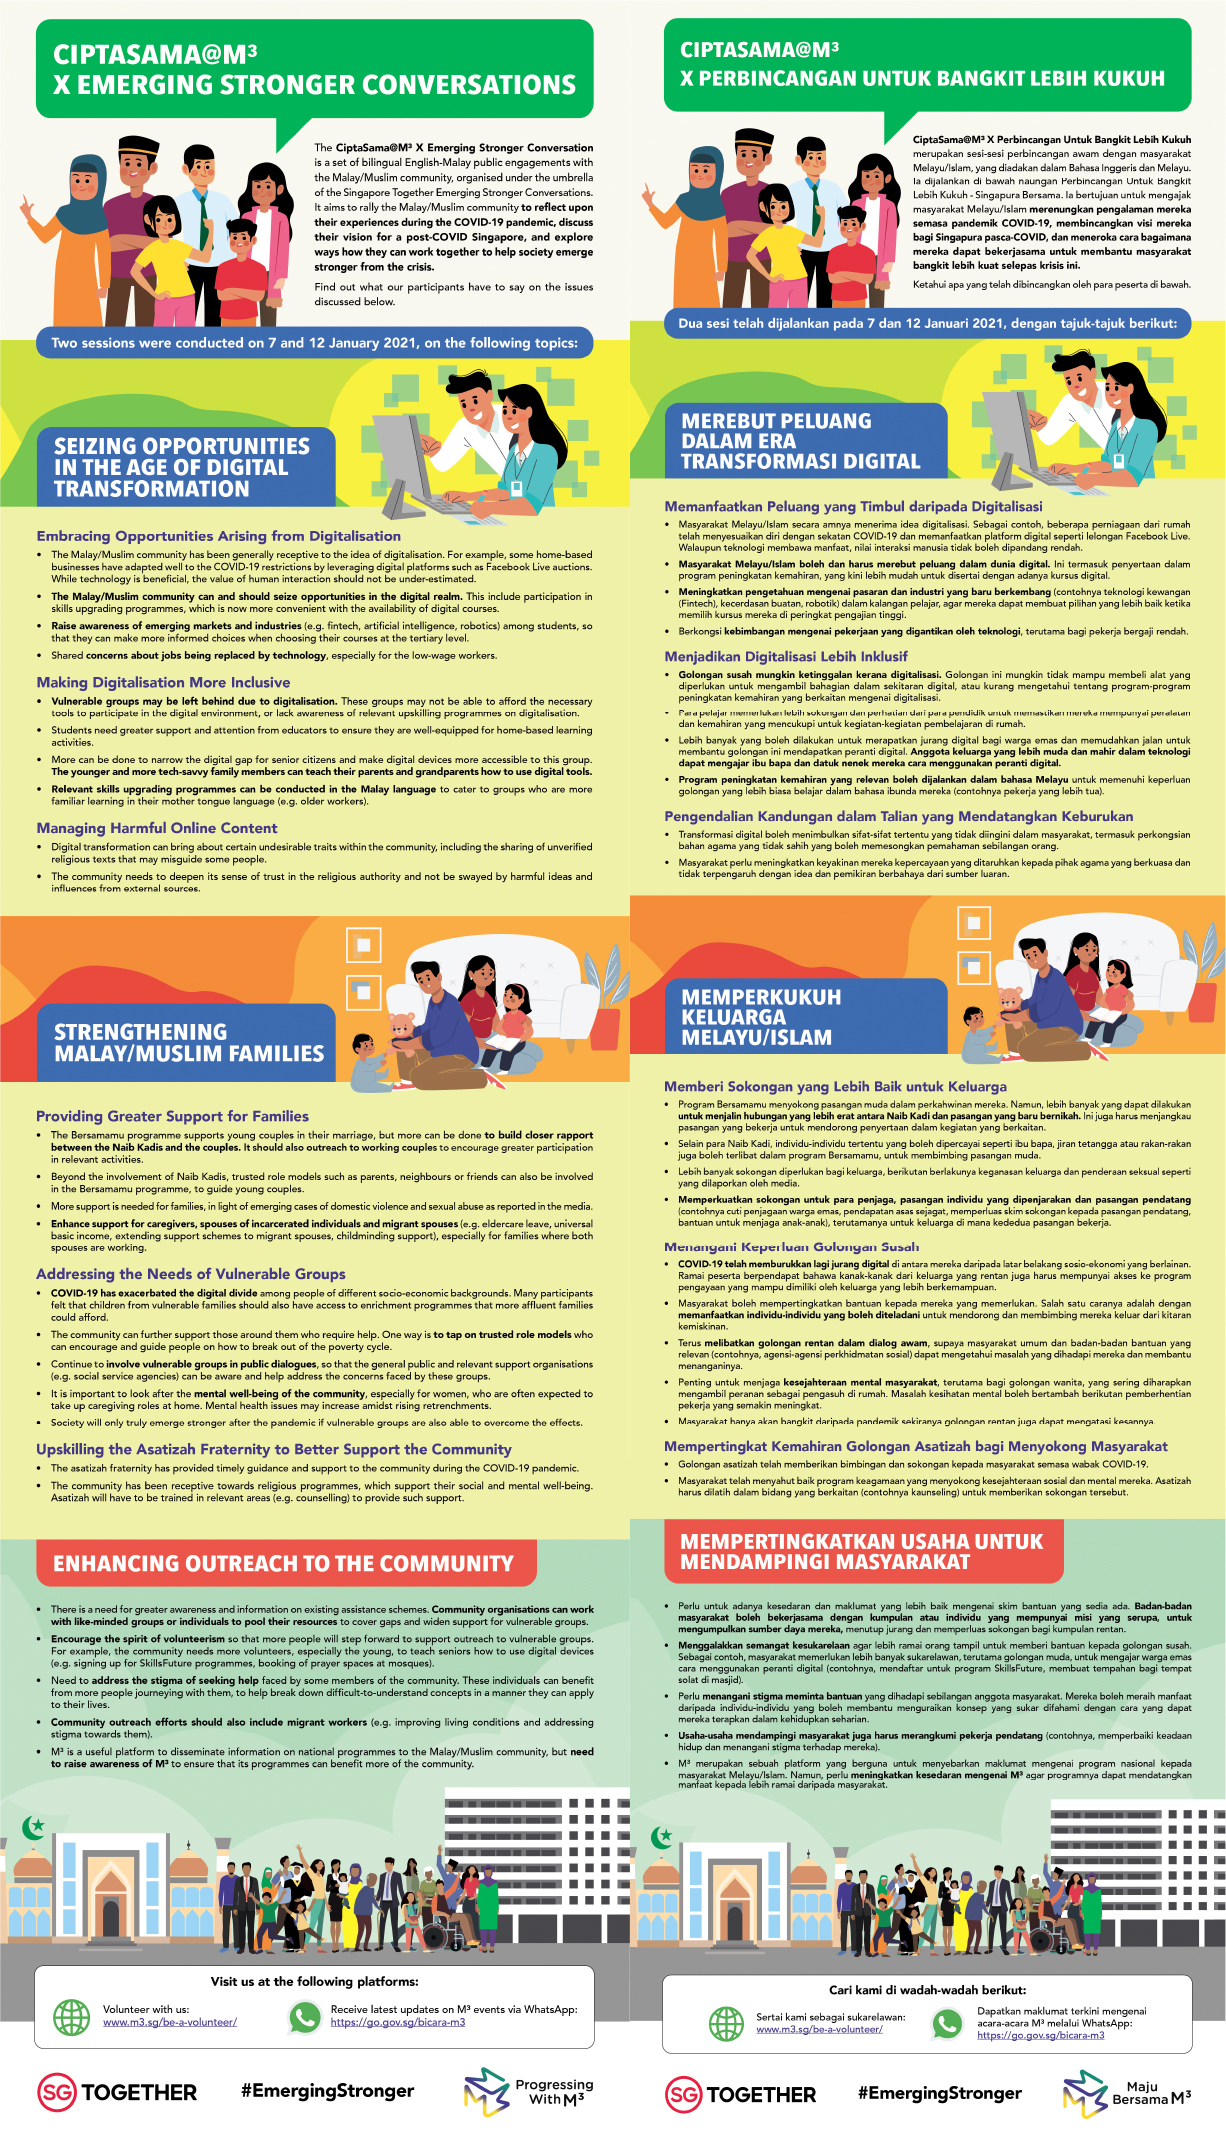 CIPTASAMA@M³
X EMERGING STRONGER CONVERSATIONS
The CiptaSama@M³ X Emerging Stronger Conversation
is a set of bilingual English-Malay public engagements with
the Malay/Muslim community, organised under the umbrella
of the Singapore Together Emerging Stronger Conversations.
It aims to rally the Malay/Muslim community to reflect upon
their experiences during the COVID-19 pandemic, discuss
their vision for a post-COVID Singapore, and explore
ways how they can work together to help society emerge
stronger from the crisis.
Find out what our participants have to say on the issues
discussed below.
Two sessions were conducted on 7 and 12 January 2021, on the following topics:
SEIZING OPPORTUNITIES
IN THE AGE OF DIGITAL
TRANSFORMATION
Embracing Opportunities Arising from Digitalisation
• The Malay/Muslim community has been generally receptive to the idea of digitalisation. For example, some home-based
businesses have adapted well to the COVID-19 restrictions by leveraging digital platforms such as Facebook Live auctions.
While technology is beneficial, the value of human interaction should not be under-estimated.
• The Malay/Muslim community can and should seize opportunities in the digital realm. This include participation in
skills upgrading programmes, which is now more convenient with the availability of digital courses.
• Raise awareness of emerging markets and industries (e.g. fintech, artificial intelligence, robotics) among students, so
that they can make more informed choices when choosing their courses at the tertiary level.
• Shared concerns about jobs being replaced by technology, especially for the low-wage workers.
Making Digitalisation More Inclusive
• Vulnerable groups may be left behind due to digitalisation. These groups may not be able to afford the necessary
tools to participate in the digital environment, or lack awareness of relevant upskilling programmes on digitalisation.
• Students need greater support and attention from educators to ensure they are well-equipped for home-based learning
activities.
• More can be done to narrow the digital gap for senior citizens and make digital devices more accessible to this group.
The younger and more tech-savvy family members can teach their parents and grandparents how to use digital tools.
• Relevant skills upgrading programmes can be conducted in the Malay language to cater to groups who are more
familiar learning in their mother tongue language (e.g. older workers).
Managing Harmful Online Content
• Digital transformation can bring about certain undesirable traits within the community, including the sharing of unverified
religious texts that may misguide some people.
• The community needs to deepen its sense of trust in the religious authority and not be swayed by harmful ideas and
influences from external sources.
STRENGTHENING
MALAY/MUSLIM FAMILIES
Providing Greater Support for Families
• The Bersamamu programme supports young couples in their marriage, but more can be done to build closer rapport
between the Naib Kadis and the couples. It should also outreach to working couples to encourage greater participation
in relevant activities.
• Beyond the involvement of Naib Kadis, trusted role models such as parents, neighbours or friends can also be involved
in the Bersamamu programme, to guide young couples.
• More support is needed for families, in light of emerging cases of domestic violence and sexual abuse as reported in the media.
• Enhance support for caregivers, spouses of incarcerated individuals and migrant spouses (e.g. eldercare leave, universal
basic income, extending support schemes to migrant spouses, childminding support), especially for families where both
spouses are working.
Addressing the Needs of Vulnerable Groups
• COVID-19 has exacerbated the digital divide among people of different socio-economic backgrounds. Many participants
felt that children from vulnerable families should also have access to enrichment programmes that more affluent families
could afford.
• The community can further support those around them who require help. One way is to tap on trusted role models who
can encourage and guide people on how to break out of the poverty cycle.
• Continue to involve vulnerable groups in public dialogues, so that the general public and relevant support organisations
(e.g. social service agencies) can be aware and help address the concerns faced by these groups.
• It is important to look after the mental well-being of the community, especially for women, who are often expected to
take up caregiving roles at home. Mental health issues may increase amidst rising retrenchments.
• Society will only truly emerge stronger after the pandemic if vulnerable groups are also able to overcome the effects.
Upskilling the Asatizah Fraternity to Better Support the Community
• The asatizah fraternity has provided timely guidance and support to the community during the COVID-19 pandemic.
• The community has been receptive towards religious programmes, which support their social and mental well-being.
Asatizah will have to be trained in relevant areas (e.g. counselling) to provide such support.
ENHANCING OUTREACH TO THE COMMUNITY
• There is a need for greater awareness and information on existing assistance schemes. Community organisations can work
with like-minded groups or individuals to pool their resources to cover gaps and widen support for vulnerable groups.
• Encourage the spirit of volunteerism so that more people will step forward to support outreach to vulnerable groups.
For example, the community needs more volunteers, especially the young, to teach seniors how to use digital devices
(e.g. signing up for SkillsFuture programmes, booking of prayer spaces at mosques).
• Need to address the stigma of seeking help faced by some members of the community. These individuals can benefit
from more people journeying with them, to help break down difficult-to-understand concepts in a manner they can apply
to their lives.
• Community outreach efforts should also include migrant workers (e.g. improving living conditions and addressing
stigma towards them).
• M³ is a useful platform to disseminate information on national programmes to the Malay/Muslim community, but need
to raise awareness of M³ to ensure that its programmes can benefit more of the community.
Visit us at the following platforms:
Volunteer with us:
www.m3.sg/be-a-volunteer/
Receive latest updates on M³ events via WhatsApp:
https://go.gov.sg/bicara-m3
SG TOGETHER
#EmergingStronger
Progressing
With M³
CIPTASAMA@M³
X PERBINCANGAN UNTUK BANGKIT LEBIH KUKUH
CiptaSama@M³ X Perbincangan Untuk Bangkit Lebih Kukuh
merupakan sesi-sesi perbincangan awam dengan masyarakat
Melayu/Islam, yang diadakan dalam Bahasa Inggeris dan Melayu.
Ia dijalankan di bawah naungan Perbincangan Untuk Bangkit
Lebih Kukuh - Singapura Bersama. Ia bertujuan untuk mengajak
masyarakat Melayu/Islam merenungkan pengalaman mereka
semasa pandemik COVID-19, membincangkan visi mereka
bagi Singapura pasca-COVID, dan meneroka cara bagaimana
mereka dapat bekerjasama untuk membantu masyarakat
bangkit lebih kuat selepas krisis ini.
Ketahui apa yang telah dibincangkan oleh para peserta di bawah.
Dua sesi telah dijalankan pada 7 dan 12 Januari 2021, dengan tajuk-tajuk berikut:
MEREBUT PELUANG
DALAM ERA
TRANSFORMASI DIGITAL
Memanfaatkan Peluang yang Timbul daripada Digitalisasi
• Masyarakat Melayu/Islam secara amnya menerima idea digitalisasi. Sebagai contoh, beberapa perniagaan dari rumah
telah menyesuaikan diri dengan sekatan COVID-19 dan memanfaatkan platform digital seperti lelongan Facebook Live.
Walaupun teknologi membawa manfaat, nilai interaksi manusia tidak boleh dipandang rendah.
• Masyarakat Melayu/Islam boleh dan harus merebut peluang dalam dunia digital. Ini termasuk penyertaan dalam
program peningkatan kemahiran, yang kini lebih mudah untuk disertai dengan adanya kursus digital.
• Meningkatkan pengetahuan mengenai pasaran dan industri yang baru berkembang (contohnya teknologi kewangan
(Fintech), kecerdasan buatan, robotik) dalam kalangan pelajar, agar mereka dapat membuat pilihan yang lebih baik ketika
memilih kursus mereka di peringkat pengajian tinggi.
• Berkongsi kebimbangan mengenai pekerjaan yang digantikan oleh teknologi, terutama bagi pekerja bergaji rendah.
Menjadikan Digitalisasi Lebih Inklusif
• Golongan susah mungkin ketinggalan kerana digitalisasi. Golongan ini mungkin tidak mampu membeli alat yang
diperlukan untuk mengambil bahagian dalam sekitaran digital, atau kurang mengetahui tentang program-program
peningkatan kemahiran yang berkaitan mengenai digitalisasi.
• Para pelajar memerlukan lebih sokongan dan perhatian dari para pendidik untuk memastikan mereka mempunyai peralatan
dan kemahiran yang mencukupi untuk kegiatan-kegiatan pembelajaran di rumah.
• Lebih banyak yang boleh dilakukan untuk merapatkan jurang digital bagi warga emas dan memudahkan jalan untuk
membantu golongan ini mendapatkan peranti digital. Anggota keluarga yang lebih muda dan mahir dalam teknologi
dapat mengajar ibu bapa dan datuk nenek mereka cara menggunakan peranti digital.
• Program peningkatan kemahiran yang relevan boleh dijalankan dalam bahasa Melayu untuk memenuhi keperluan
golongan yang lebih biasa belajar dalam bahasa ibunda mereka (contohnya pekerja yang lebih tua).
Pengendalian Kandungan dalam Talian yang Mendatangkan Keburukan
• Transformasi digital boleh menimbulkan sifat-sifat tertentu yang tidak diingini dalam masyarakat, termasuk perkongsian
bahan agama yang tidak sahih yang boleh memesongkan pemahaman sebilangan orang.
• Masyarakat perlu meningkatkan keyakinan mereka kepercayaan yang ditaruhkan kepada pihak agama yang berkuasa dan
tidak terpengaruh dengan idea dan pemikiran berbahaya dari sumber luaran.
MEMPERKUKUH
KELUARGA
MELAYU/ISLAM
Memberi Sokongan yang Lebih Baik untuk Keluarga
• Program Bersamamu menyokong pasangan muda dalam perkahwinan mereka. Namun, lebih banyak yang dapat dilakukan
untuk menjalin hubungan yang lebih erat antara Naib Kadi dan pasangan yang baru bernikah. Ini juga harus menjangkau
pasangan yang bekerja untuk mendorong penyertaan dalam kegiatan yang berkaitan.
• Selain para Naib Kadi, individu-individu tertentu yang boleh dipercayai seperti ibu bapa, jiran tetangga atau rakan-rakan
juga boleh terlibat dalam program Bersamamu, untuk membimbing pasangan muda.
• Lebih banyak sokongan diperlukan bagi keluarga, berikutan berlakunya keganasan keluarga dan penderaan seksual seperti
yang dilaporkan oleh media.
• Memperkuatkan sokongan untuk para penjaga, pasangan individu yang dipenjarakan dan pasangan pendatang
(contohnya cuti penjagaan warga emas, pendapatan asas sejagat, memperluas skim sokongan kepada pasangan pendatang,
bantuan untuk menjaga anak-anak), terutamanya untuk keluarga di mana kededua pasangan bekerja.
Menangani Keperluan Golongan Susah
• COVID-19 telah memburukkan lagi jurang digital di antara mereka daripada latar belakang sosio-ekonomi yang berlainan.
Ramai peserta berpendapat bahawa kanak-kanak dari keluarga yang rentan juga harus mempunyai akses ke program
pengayaan yang mampu dimiliki oleh keluarga yang lebih berkemampuan.
• Masyarakat boleh mempertingkatkan bantuan kepada mereka yang memerlukan. Salah satu caranya adalah dengan
memanfaatkan individu-individu yang boleh diteladani untuk mendorong dan membimbing mereka keluar dari kitaran
kemiskinan.
• Terus melibatkan golongan rentan dalam dialog awam, supaya masyarakat umum dan badan-badan bantuan yang
relevan (contohnya, agensi-agensi perkhidmatan sosial) dapat mengetahui masalah yang dihadapi mereka dan membantu
menanganinya.
• Penting untuk menjaga kesejahteraan mental masyarakat, terutama bagi golongan wanita, yang sering diharapkan
mengambil peranan sebagai pengasuh di rumah. Masalah kesihatan mental boleh bertambah berikutan pemberhentian
pekerja yang semakin meningkat.
• Masyarakat hanya akan bangkit daripada pandemik sekiranya golongan rentan juga dapat mengatasi kesannya.
Mempertingkat Kemahiran Golongan Asatizah bagi Menyokong Masyarakat
• Golongan asatizah telah memberikan bimbingan dan sokongan kepada masyarakat semasa wabak COVID-19.
• Masyarakat telah menyahut baik program keagamaan yang menyokong kesejahteraan sosial dan mental mereka. Asatizah
harus dilatih dalam bidang yang berkaitan (contohnya kaunseling) untuk memberikan sokongan tersebut.
MEMPERTINGKATKAN USAHA UNTUK
MENDAMPINGI MASYARAKAT
• Perlu untuk adanya kesedaran dan maklumat yang lebih baik mengenai skim bantuan yang sedia ada. Badan-badan
masyarakat boleh bekerjasama dengan kumpulan atau individu yang mempunyai misi yang serupa, untuk
mengumpulkan sumber daya mereka, menutup jurang dan memperluas sokongan bagi kumpulan rentan.
• Menggalakkan semangat kesukarelaan agar lebih ramai orang tampil untuk memberi bantuan kepada golongan susah.
Sebagai contoh, masyarakat memerlukan lebih banyak sukarelawan, terutama golongan muda, untuk mengajar warga emas
cara menggunakan peranti digital (contohnya, mendaftar untuk program SkillsFuture, membuat tempahan bagi tempat
solat di masjid).
• Perlu menangani stigma meminta bantuan yang dihadapi sebilangan anggota masyarakat. Mereka boleh meraih manfaat
daripada individu-individu yang boleh membantu menguraikan konsep yang sukar difahami dengan cara yang dapat
mereka terapkan dalam kehidupkan seharian.
• Usaha-usaha mendampingi masyarakat juga harus merangkumi pekerja pendatang (contohnya, memperbaiki keadaan
hidup dan menangani stigma terhadap mereka).
• M³ merupakan sebuah platform yang berguna untuk menyebarkan maklumat mengenai program nasional kepada
masyarakat Melayu/Islam. Namun, perlu meningkatkan kesedaran mengenai M³ agar programnya dapat mendatangkan
manfaat kepada lebih ramai daripada masyarakat.
Cari kami di wadah-wadah berikut:
Sertai kami sebagai sukarelawan:
www.m3.sg/be-a-volunteer/
Dapatkan maklumat terkini mengenai
acara-acara M³ melalui WhatsApp:
https://go.gov.sg/bicara-m3
SG TOGETHER
#EmergingStronger
Maju
Bersama M³